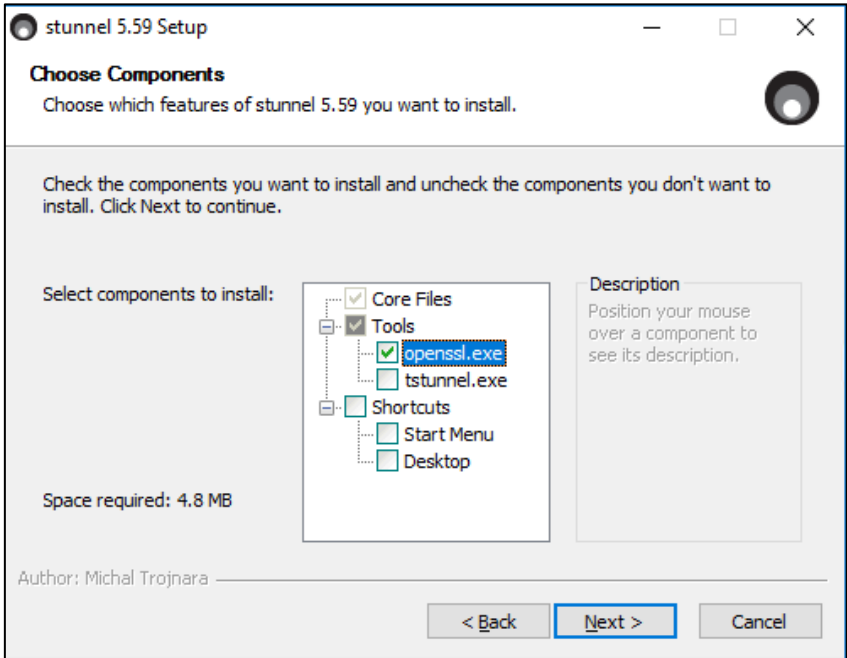 stunnel 5.59 Setup
Choose Components
Choose which features of stunnel 5.59 you want to install.
Check the components you want to install and uncheck the components you don't want to
install. Click Next to continue.
Select components to install:
Core Files
Tools
openssl.exe
tstunnel.exe
Shortcuts
Start Menu
Desktop
Space required: 4.8 MB
Description
Position your mouse
over a component to
see its description.
Author: Michal Trojnara
< Back
Next >
Cancel